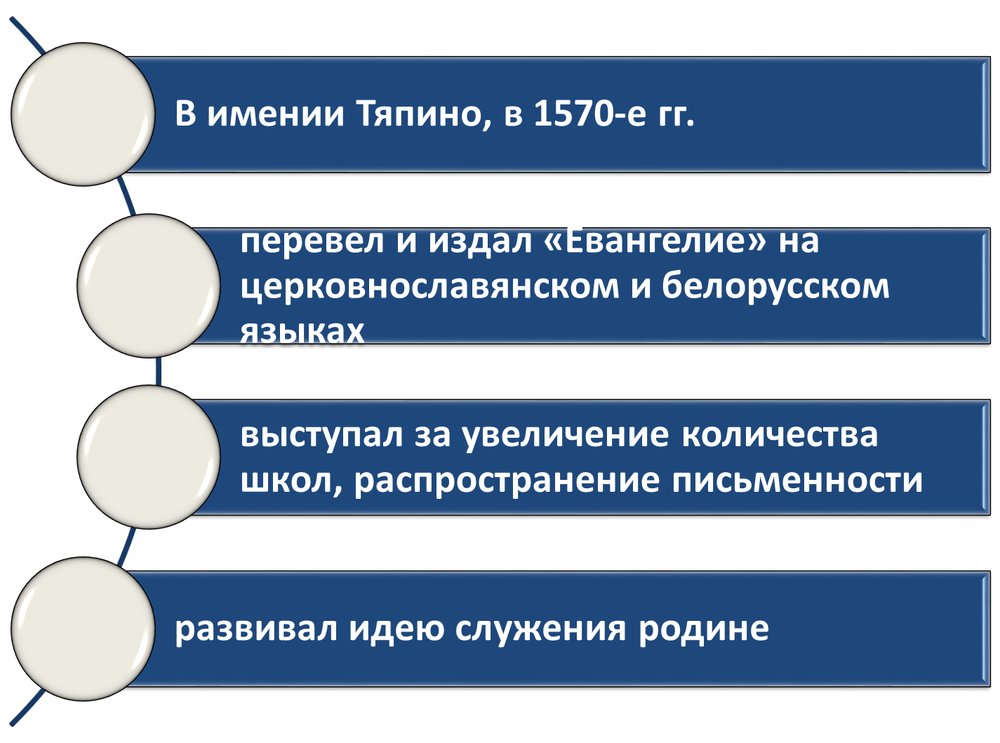 В имении Тяпино, в 1570-е гг.
перевел и издал «Евангелие» на
церковнославянском и белорусском
языках
выступал за увеличение количества
школ, распространение письменности
развивал идею служения родине